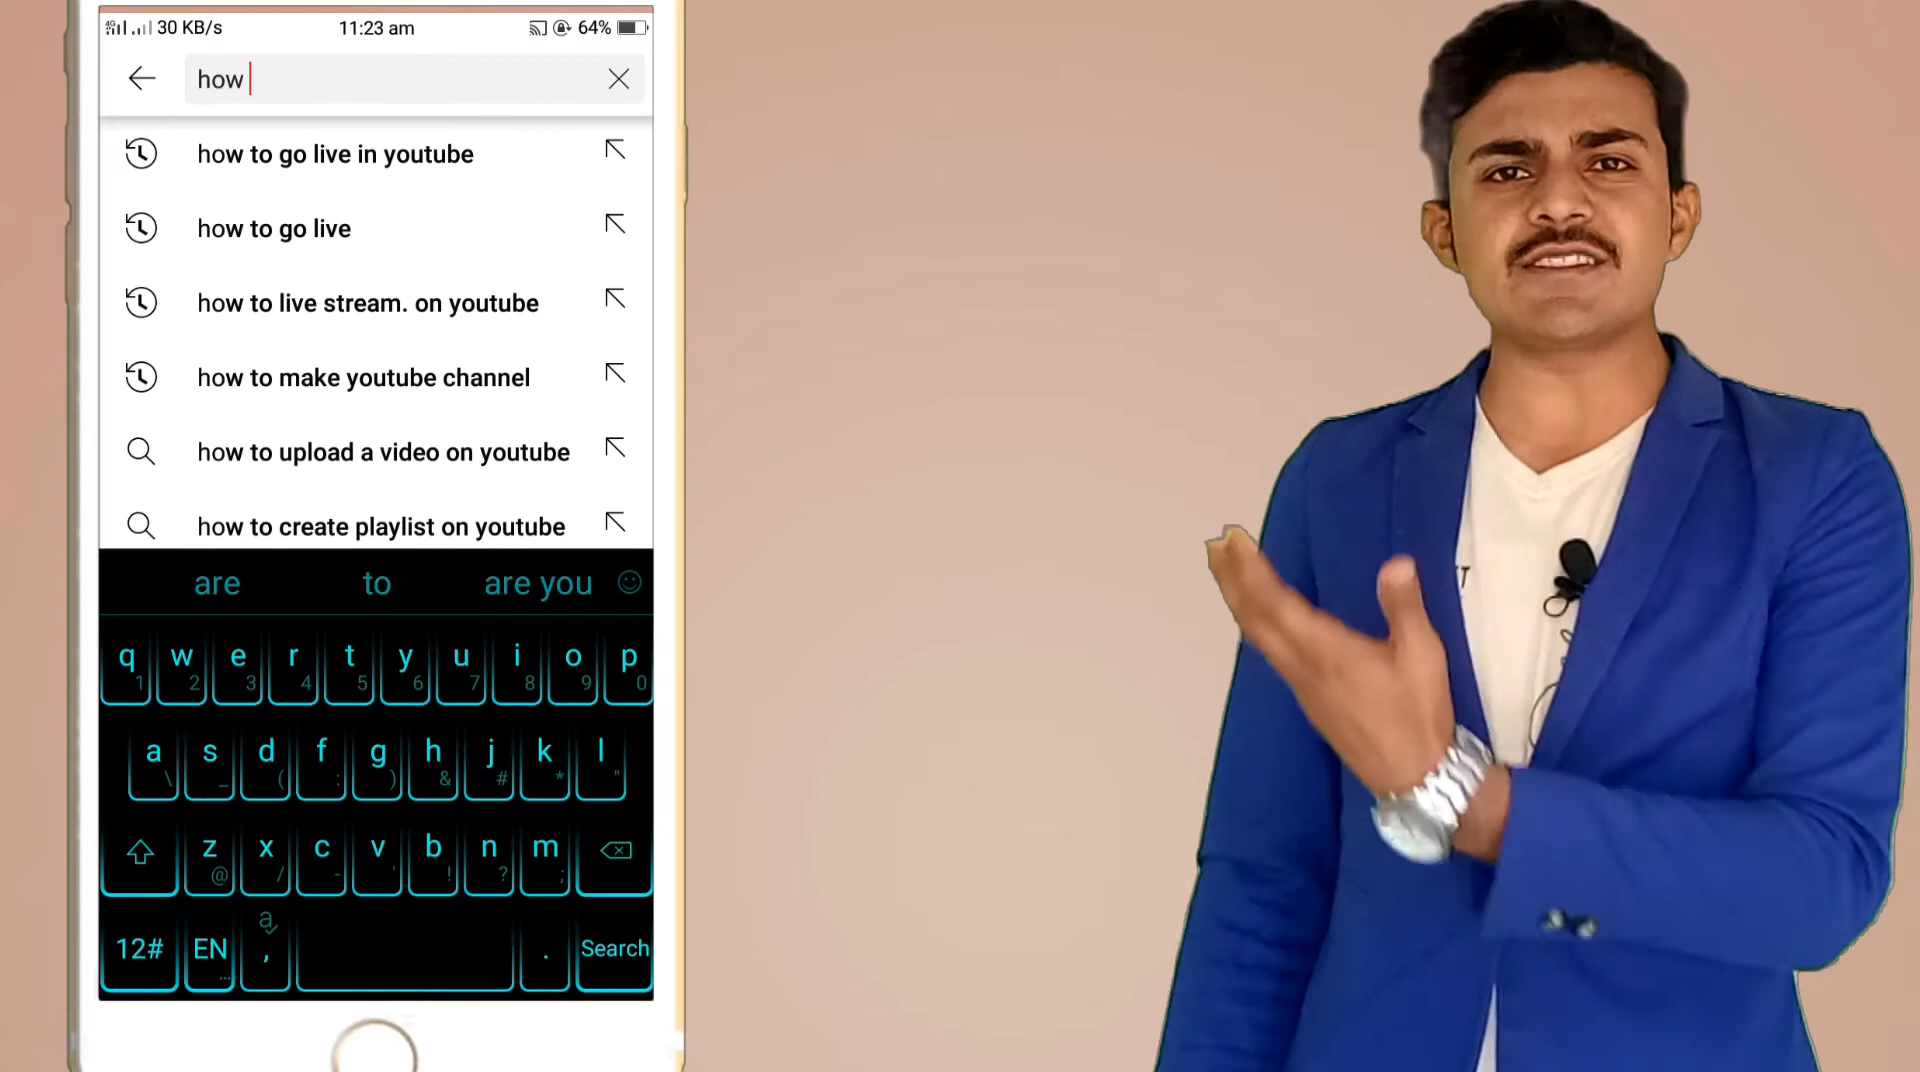 4G 30 KB/s 11:23 am 64%
how
how to go live in youtube
how to go live
how to live stream. on youtube
how to make youtube channel
how to upload a video on youtube
how to create playlist on youtube
are to are you
q w e r t y u i o p
1 2 3 4 5 6 7 8 9 0
a s d f g h j k l
\ _ ( : ) & # * "
z x c v b n m
@ / - ' ! ? ;
a
12# EN , . Search
...